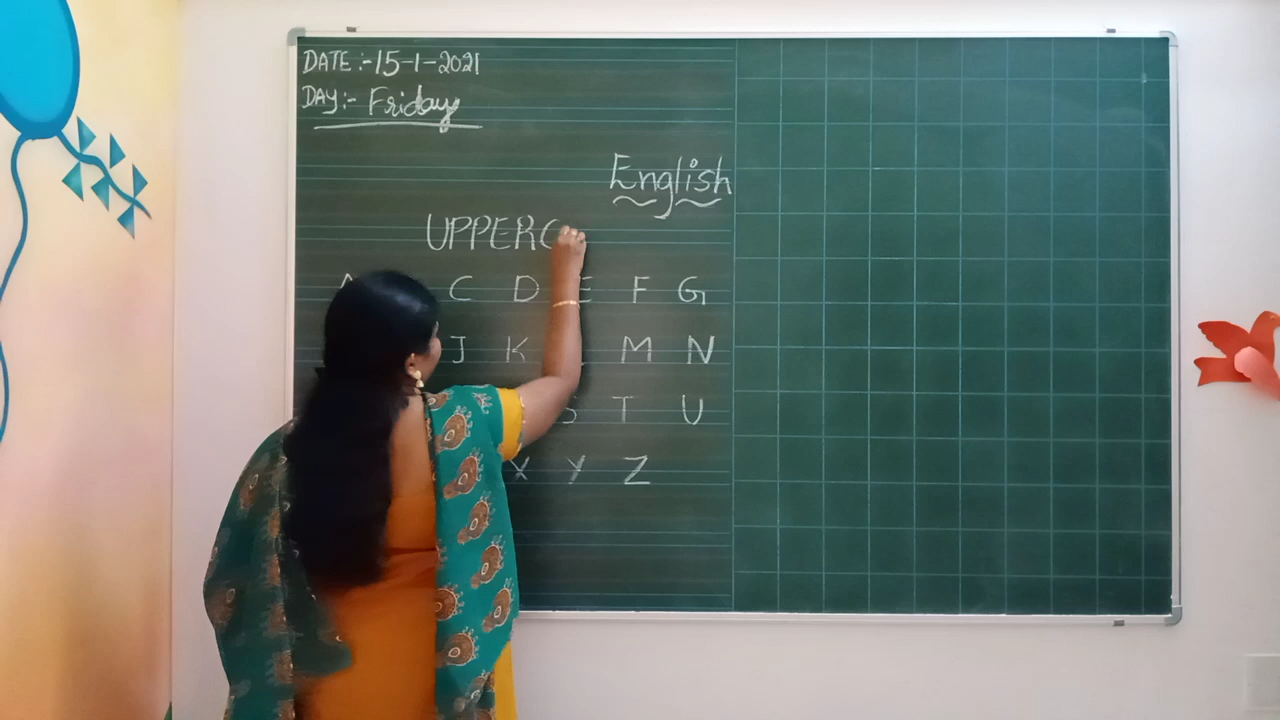 DATE :- 15-1-2021
DAY:- Friday
English
UPPERC
A C D E F G
J K M N
S T U
X Y Z